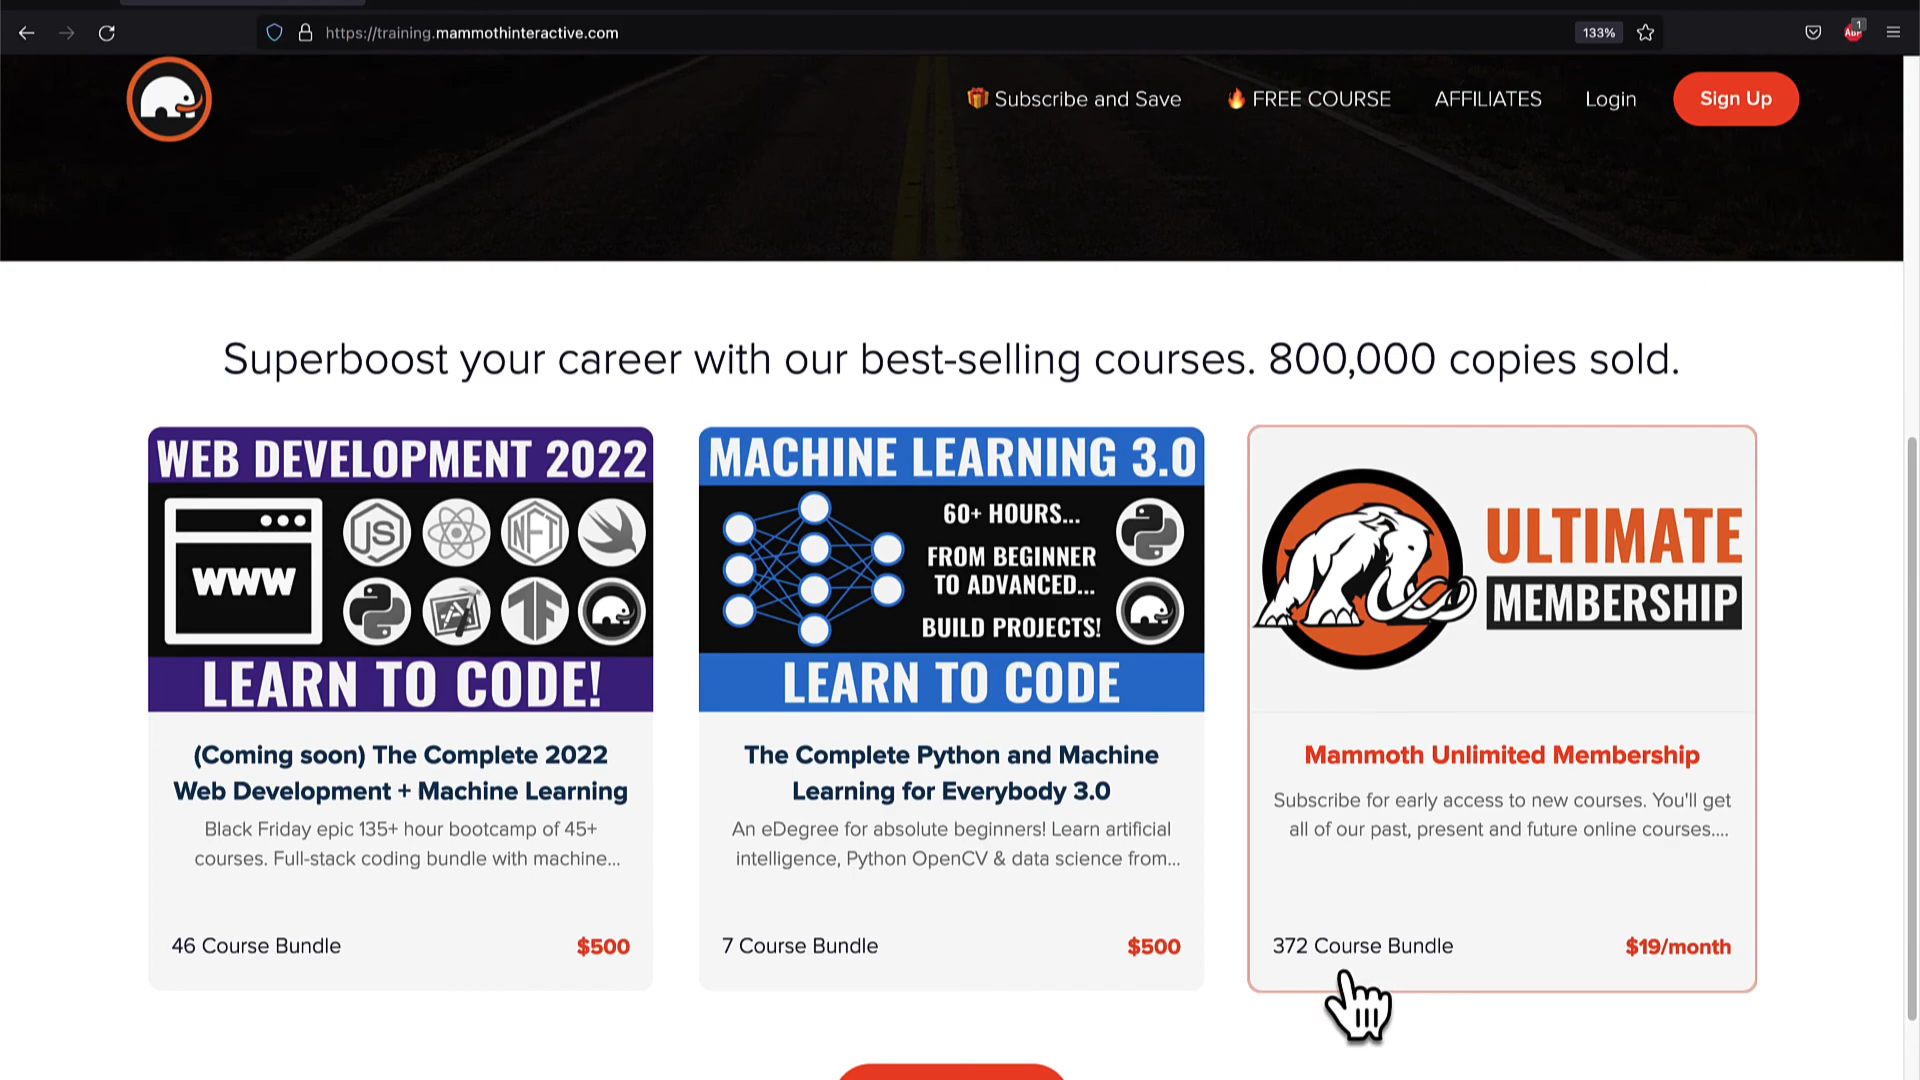 https://training.mammothinteractive.com
133%
1
ABP
🎁 Subscribe and Save
🔥 FREE COURSE
AFFILIATES
Login
Sign Up
Superboost your career with our best-selling courses. 800,000 copies sold.
WEB DEVELOPMENT 2022
WWW
JS
NFT
LEARN TO CODE!
(Coming soon) The Complete 2022
Web Development + Machine Learning
Black Friday epic 135+ hour bootcamp of 45+
courses. Full-stack coding bundle with machine...
46 Course Bundle
$500
MACHINE LEARNING 3.0
60+ HOURS...
FROM BEGINNER
TO ADVANCED...
BUILD PROJECTS!
LEARN TO CODE
The Complete Python and Machine
Learning for Everybody 3.0
An eDegree for absolute beginners! Learn artificial
intelligence, Python OpenCV & data science from...
7 Course Bundle
$500
ULTIMATE
MEMBERSHIP
Mammoth Unlimited Membership
Subscribe for early access to new courses. You'll get
all of our past, present and future online courses....
372 Course Bundle
$19/month